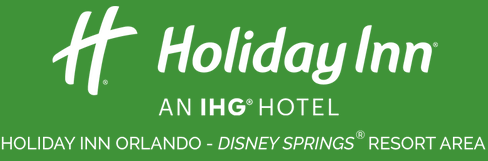 Holiday Inn®
AN IHG® HOTEL
HOLIDAY INN ORLANDO - DISNEY SPRINGS® RESORT AREA